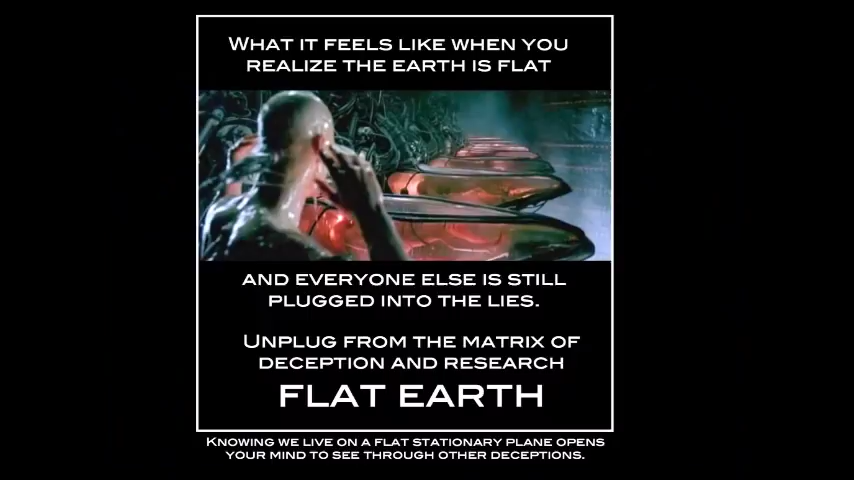 What it feels like when you
realize the earth is flat
and everyone else is still
plugged into the lies.
Unplug from the matrix of
deception and research
FLAT EARTH
Knowing we live on a flat stationary plane opens
your mind to see through other deceptions.